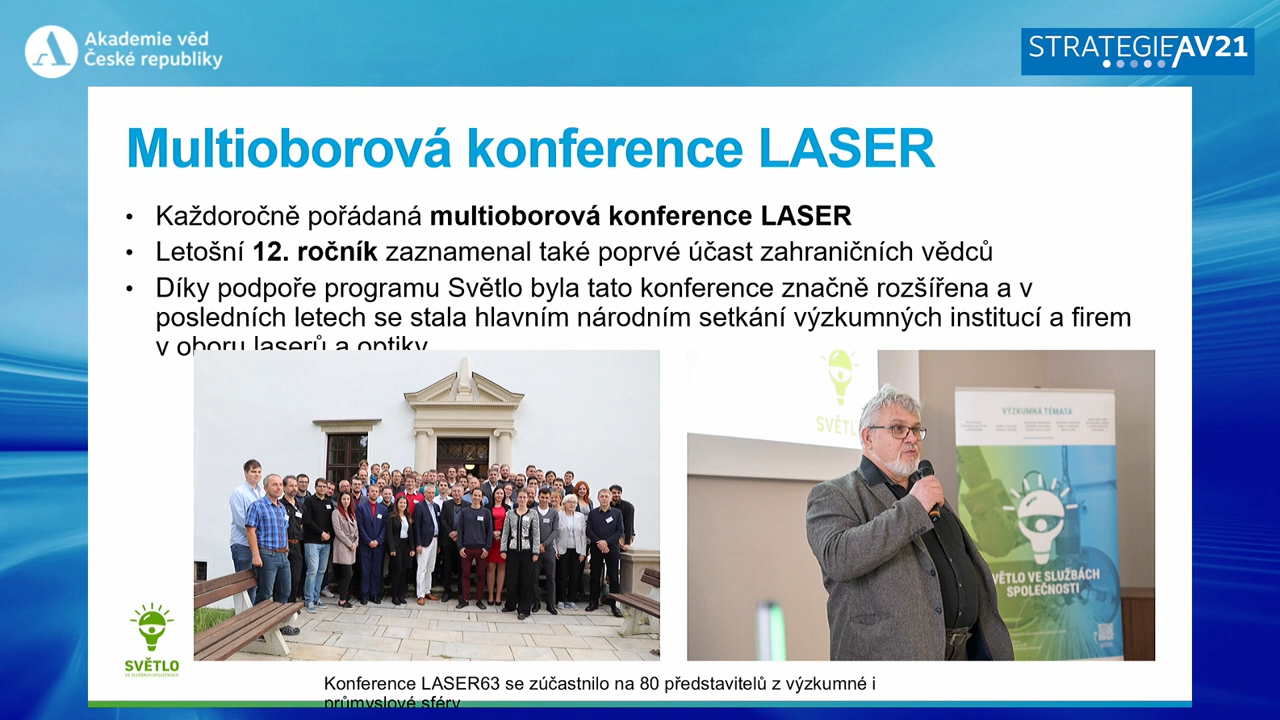 Akademie věd
České republiky
STRATEGIE AV21
Multioborová konference LASER
• Každoročně pořádaná multioborová konference LASER
• Letošní 12. ročník zaznamenal také poprvé účast zahraničních vědců
• Díky podpoře programu Světlo byla tato konference značně rozšířena a v
posledních letech se stala hlavním národním setkání výzkumných institucí a firem
v oboru laserů a optiky
SVĚTLO
VÝZKUMNÁ TÉMATA
SVĚTLO VE SLUŽBÁCH
SPOLEČNOSTI
SVĚTLO
VE SLUŽBÁCH SPOLEČNOSTI
Konference LASER63 se zúčastnilo na 80 představitelů z výzkumné i
průmyslové sféry